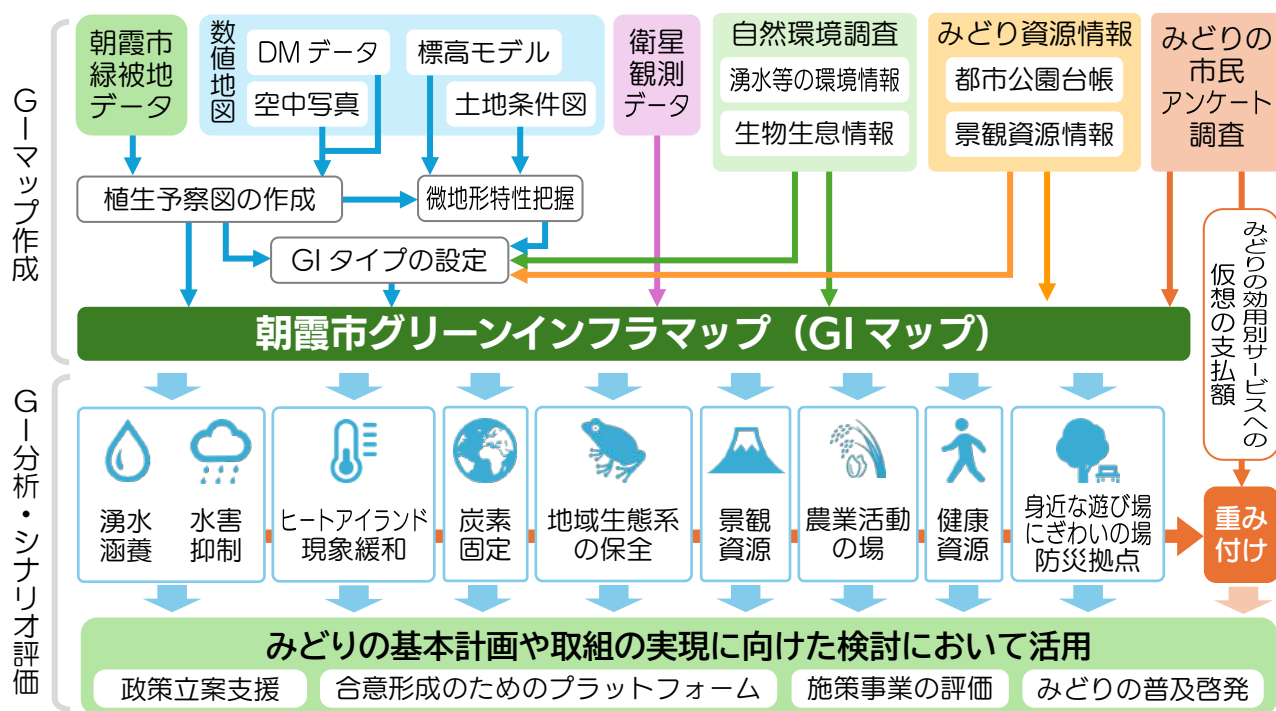 GIマップ作成
朝霞市
緑被地
データ
数値地図
DMデータ
標高モデル
空中写真
土地条件図
衛星
観測
データ
自然環境調査
湧水等の環境情報
生物生息情報
みどり資源情報
都市公園台帳
景観資源情報
みどりの
市民
アンケート
調査
植生予察図の作成
微地形特性把握
GIタイプの設定
みどりの効用別サービスへの
仮想の支払額
朝霞市グリーンインフラマップ（GIマップ）
GI分析・シナリオ評価
湧水
涵養
水害
抑制
ヒートアイランド
現象緩和
炭素
固定
地域生態系
の保全
景観
資源
農業活動
の場
健康
資源
身近な遊び場
にぎわいの場
防災拠点
重み
付け
みどりの基本計画や取組の実現に向けた検討において活用
政策立案支援
合意形成のためのプラットフォーム
施策事業の評価
みどりの普及啓発